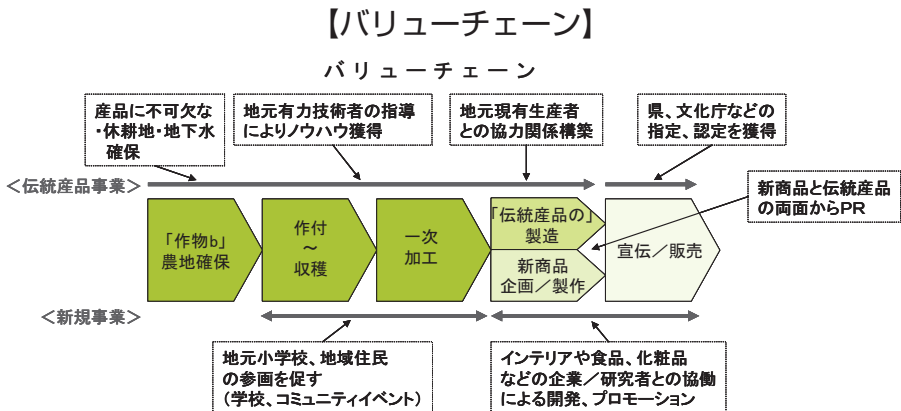 【バリューチェーン】
バリューチェーン
産品に不可欠な
・休耕地・地下水
確保
地元有力技術者の指導
によりノウハウ獲得
地元現有生産者
との協力関係構築
県、文化庁などの
指定、認定を獲得
＜伝統産品事業＞
新商品と伝統産品
の両面からPR
「作物b」
農地確保
作付
～
収穫
一次
加工
「伝統産品の」
製造
新商品
企画／製作
宣伝／販売
＜新規事業＞
地元小学校、地域住民
の参画を促す
（学校、コミュニティイベント）
インテリアや食品、化粧品
などの企業／研究者との協働
による開発、プロモーション